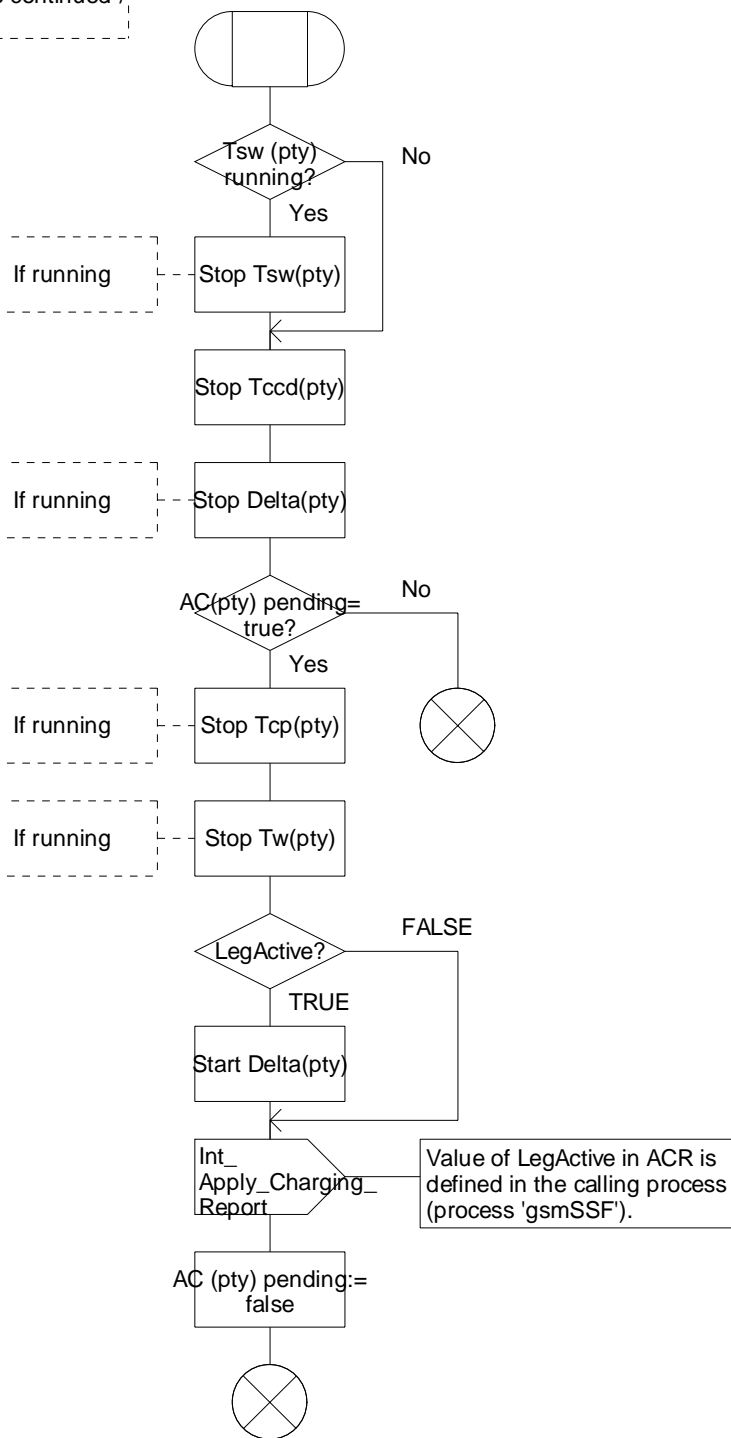 continued /
Tsw (pty)
running?
No
Yes
If running
Stop Tsw(pty)
Stop Tccd(pty)
If running
Stop Delta(pty)
AC(pty) pending=
true?
No
Yes
If running
Stop Tcp(pty)
If running
Stop Tw(pty)
LegActive?
FALSE
TRUE
Start Delta(pty)
Int_
Apply_Charging_
Report
Value of LegActive in ACR is
defined in the calling process
(process 'gsmSSF').
AC (pty) pending:=
false